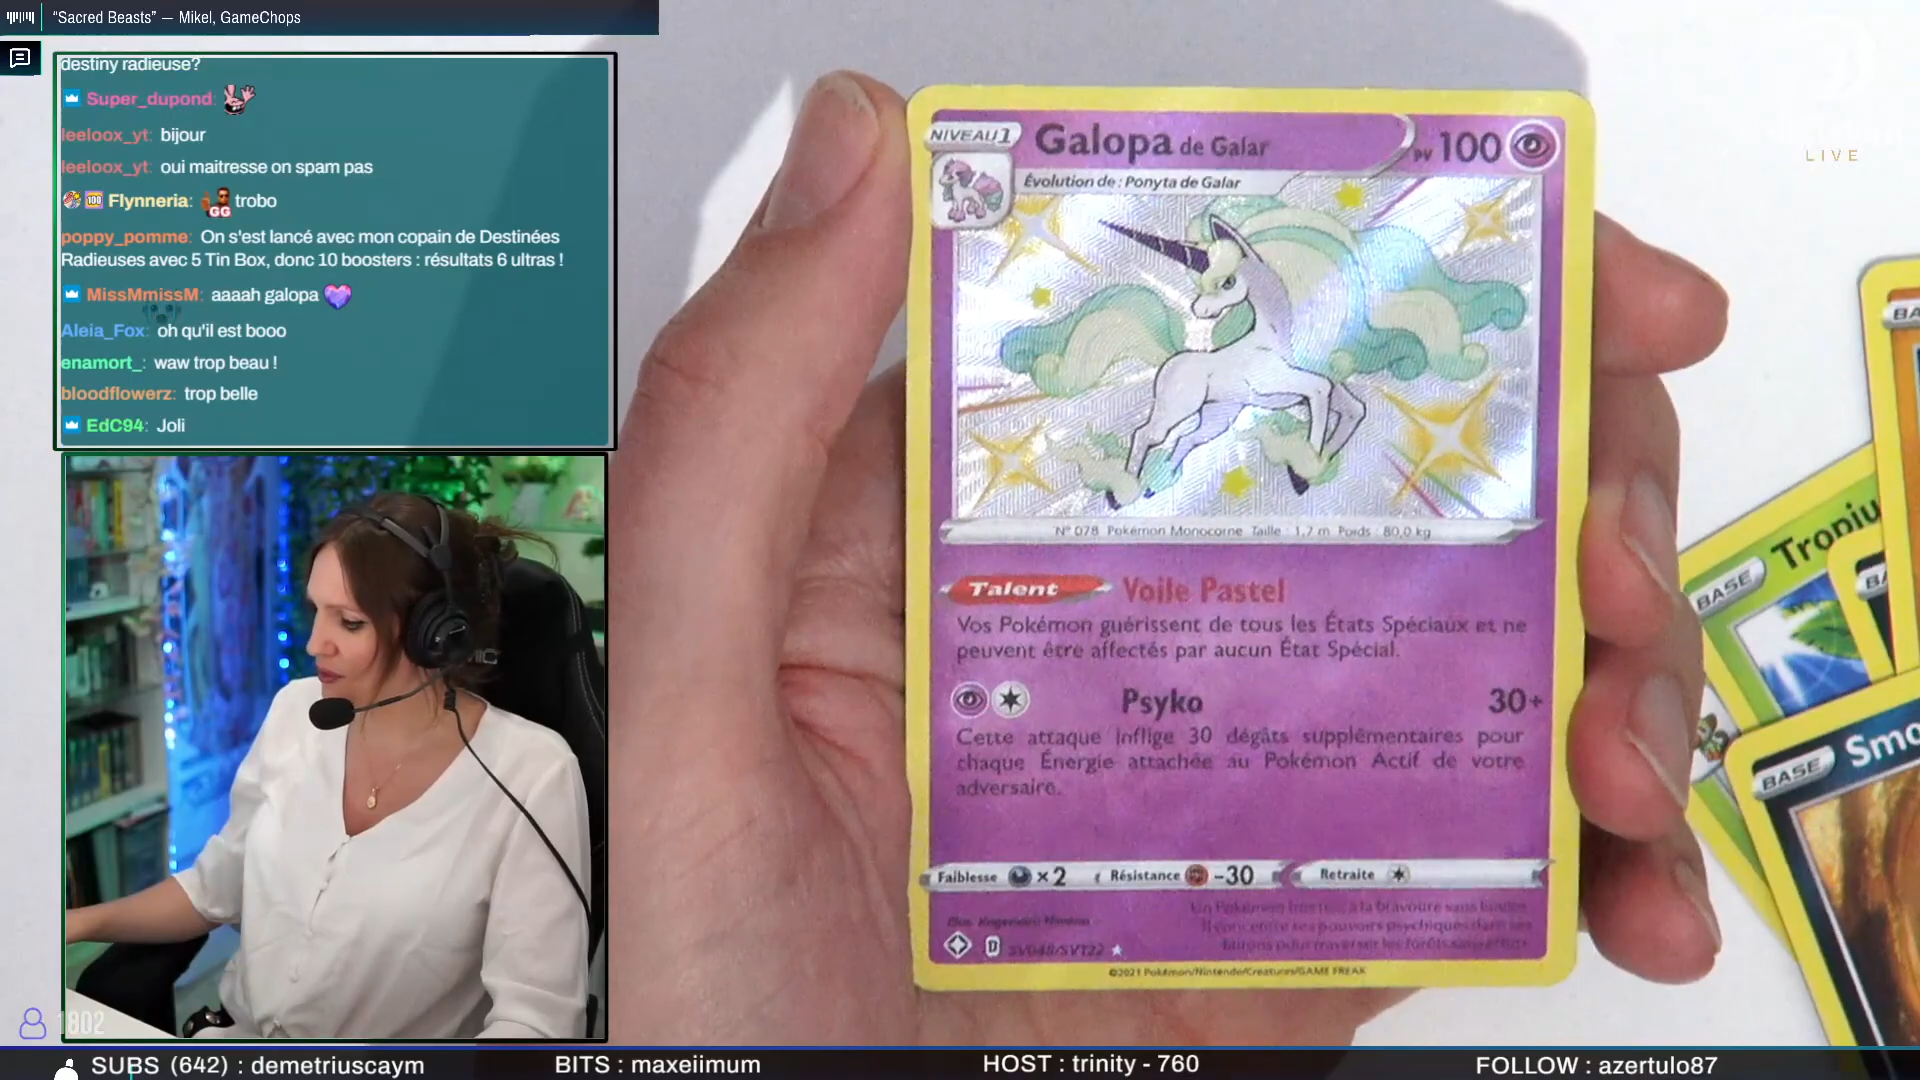 “Sacred Beasts” — Mikel, GameChops
destiny radieuse?
Super_dupond:
leeloox_yt: bijour
leeloox_yt: oui maitresse on spam pas
Flynneria: GG trobo
poppy_pomme: On s'est lancé avec mon copain de Destinées
Radieuses avec 5 Tin Box, donc 10 boosters : résultats 6 ultras !
MissMmissM: aaaah galopa
Aleia_Fox: oh qu'il est booo
enamort_: waw trop beau !
bloodflowerz: trop belle
EdC94: Joli
LIVE
NIVEAU 1
Galopa de Galar
PV 100
Évolution de : Ponyta de Galar
N° 078 Pokémon Monocorne Taille : 1,7 m Poids : 80,0 kg
Talent Voile Pastel
Vos Pokémon guérissent de tous les États Spéciaux et ne
peuvent être affectés par aucun État Spécial.
Psyko 30+
Cette attaque inflige 30 dégâts supplémentaires pour
chaque Énergie attachée au Pokémon Actif de votre
adversaire.
Faiblesse ×2 Résistance -30 Retraite
D SV048/SVT22
©2021 Pokémon/Nintendo/Creatures/GAME FREAK
BASE Tropiu
BA
BA
BASE Smo
1802
SUBS (642) : demetriuscaym
BITS : maxeiimum
HOST : trinity - 760
FOLLOW : azertulo87